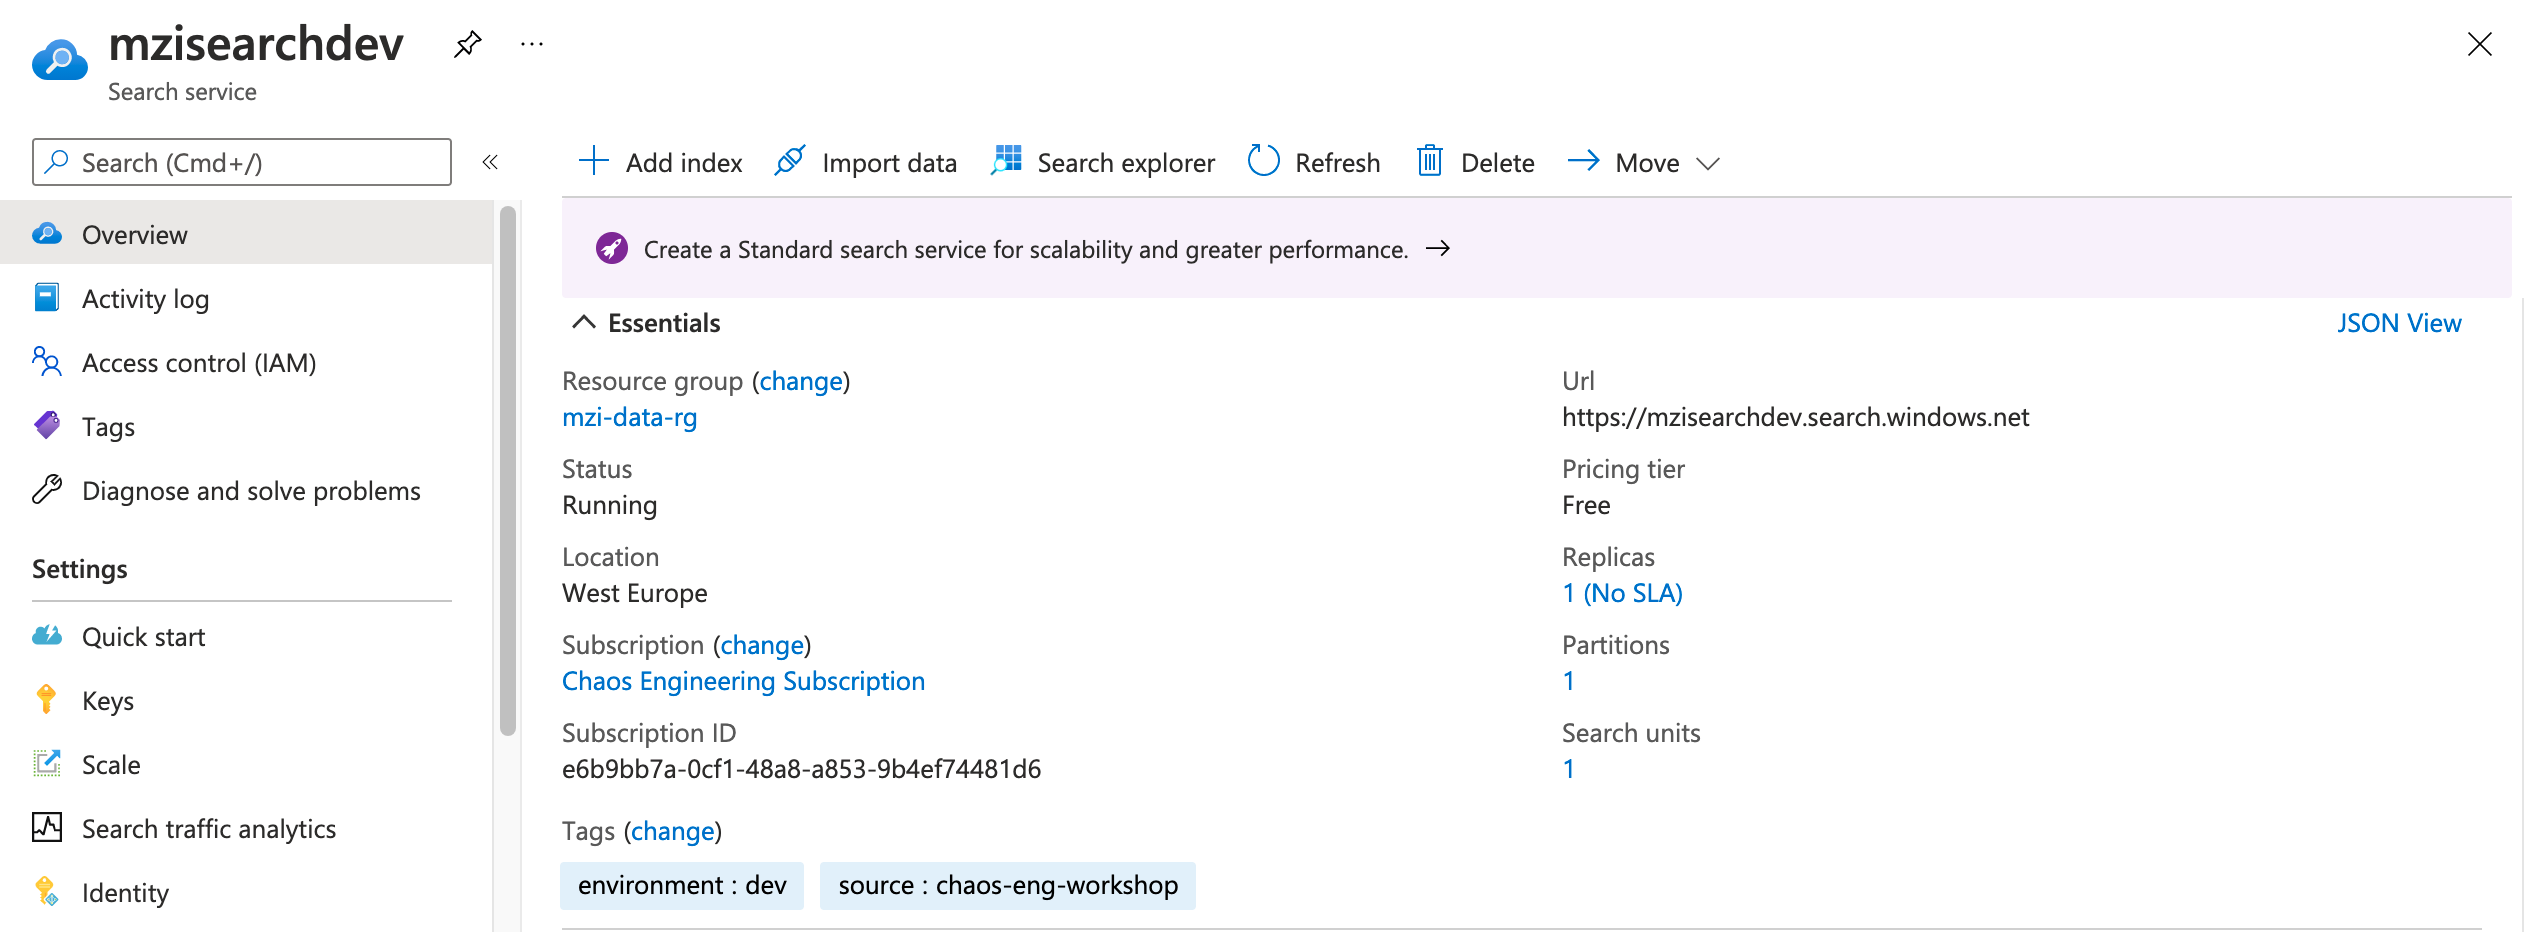 mzisearchdev
Search service
Search (Cmd+/)
Overview
Activity log
Access control (IAM)
Tags
Diagnose and solve problems
Settings
Quick start
Keys
Scale
Search traffic analytics
Identity
Add index Import data Search explorer Refresh Delete Move
Create a Standard search service for scalability and greater performance.
Essentials
JSON View
Resource group (change)
mzi-data-rg
Status
Running
Location
West Europe
Subscription (change)
Chaos Engineering Subscription
Subscription ID
e6b9bb7a-0cf1-48a8-a853-9b4ef74481d6
Url
https://mzisearchdev.search.windows.net
Pricing tier
Free
Replicas
1 (No SLA)
Partitions
1
Search units
1
Tags (change)
environment : dev source : chaos-eng-workshop